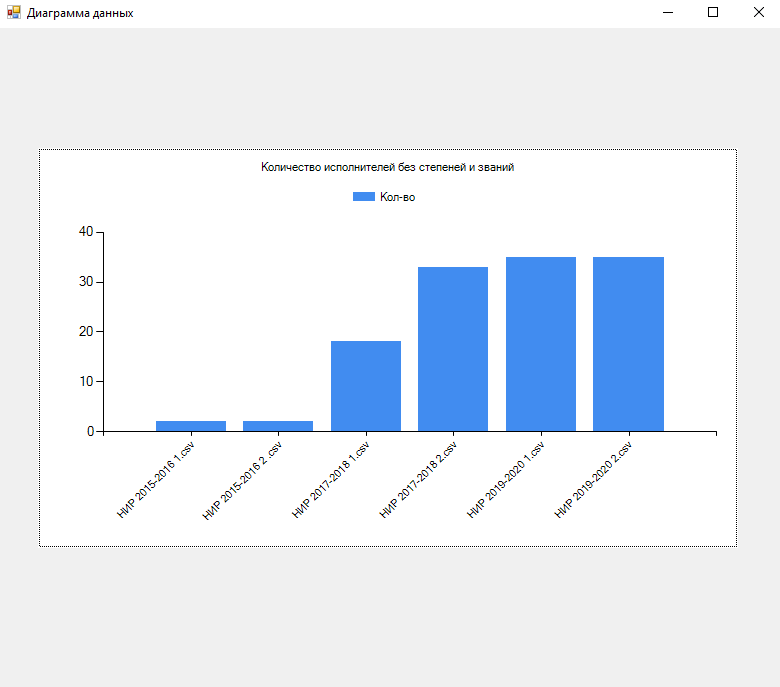 Диаграмма данных
Количество исполнителей без степеней и званий
Кол-во
40
30
20
10
0
НИР 2015-2016 1.csv
НИР 2015-2016 2 .csv
НИР 2017-2018 1.csv
НИР 2017-2018 2.csv
НИР 2019-2020 1.csv
НИР 2019-2020 2.csv